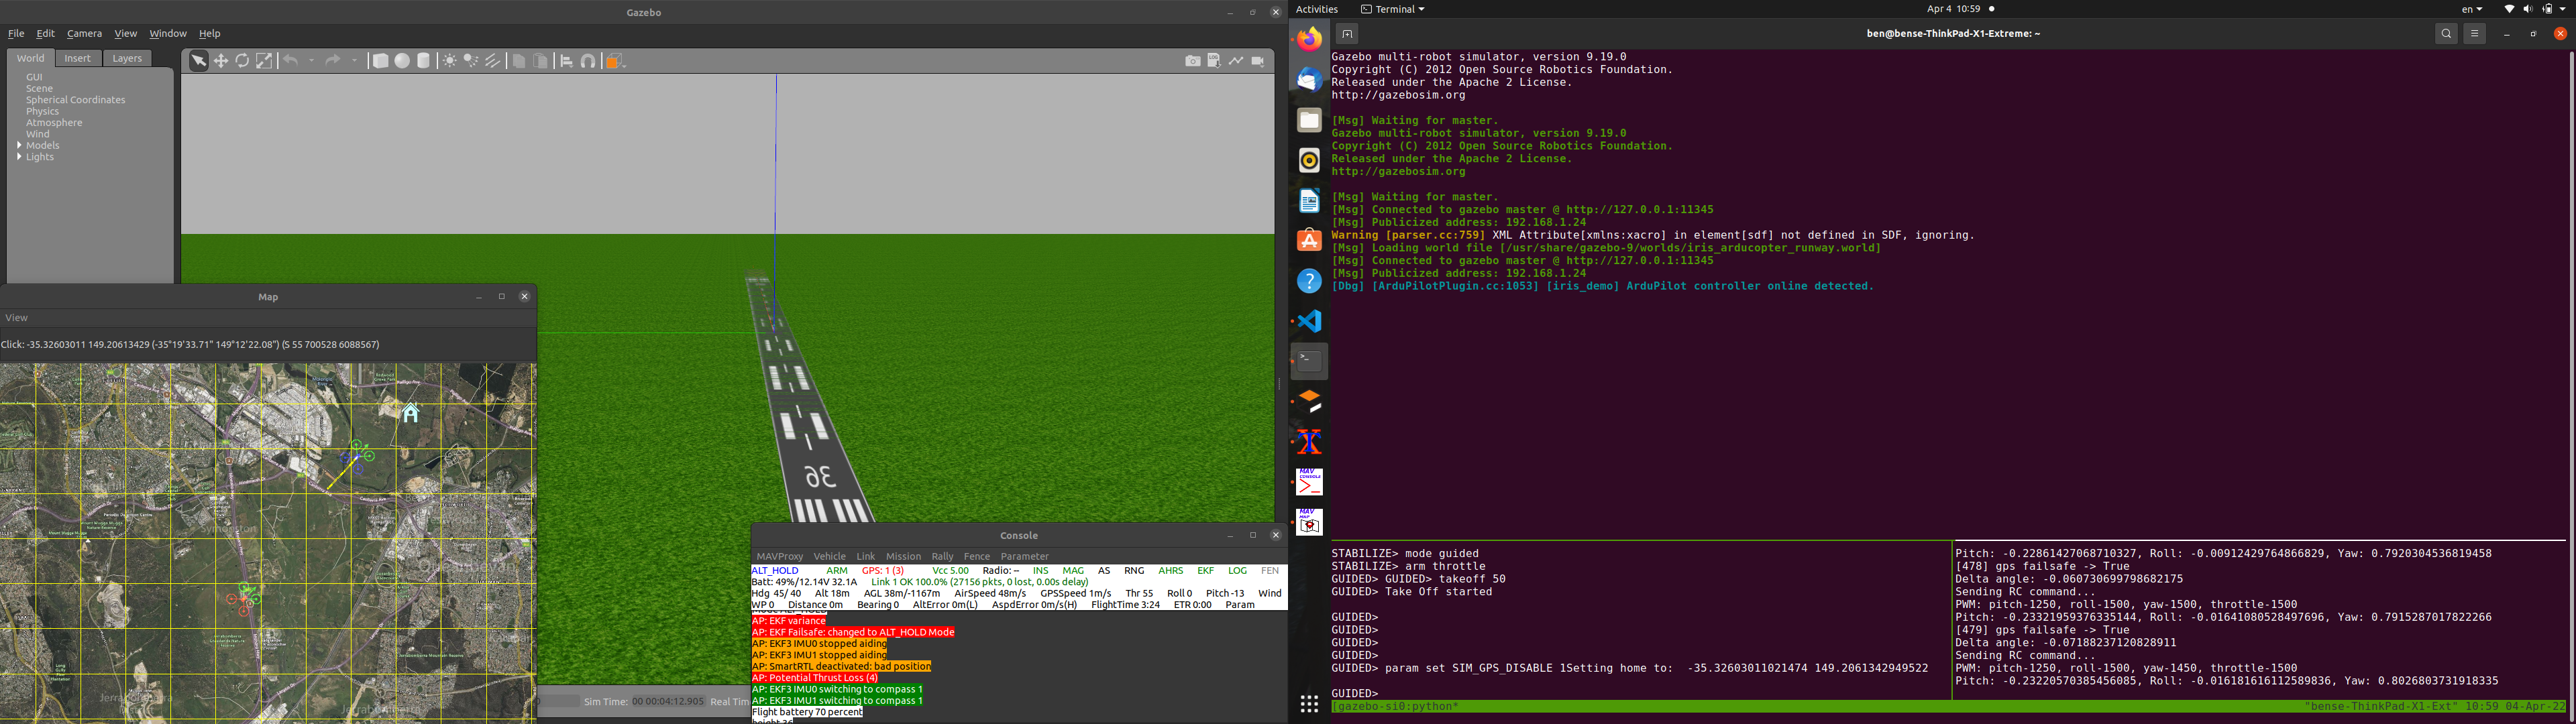 Gazebo
File Edit Camera View Window Help
World Insert Layers
GUI
Scene
Spherical Coordinates
Physics
Atmosphere
Wind
Models
Lights
36
Sim Time: 00 00:04:12.905 Real Time
Map
View
Click: -35.32603011 149.20613429 (-35°19'33.71" 149°12'22.08") (S 55 700528 6088567)
Console
MAVProxy Vehicle Link Mission Rally Fence Parameter
ALT_HOLD ARM GPS: 1 (3) Vcc 5.00 Radio: -- INS MAG AS RNG AHRS EKF LOG FEN
Batt: 49%/12.14V 32.1A Link 1 OK 100.0% (27156 pkts, 0 lost, 0.00s delay)
Hdg 45/ 40 Alt 18m AGL 38m/-1167m AirSpeed 48m/s GPSSpeed 1m/s Thr 55 Roll 0 Pitch -13 Wind
WP 0 Distance 0m Bearing 0 AltError 0m(L) AspdError 0m/s(H) FlightTime 3:24 ETR 0:00 Param
AP: EKF variance
AP: EKF Failsafe: changed to ALT_HOLD Mode
AP: EKF3 IMU0 stopped aiding
AP: EKF3 IMU1 stopped aiding
AP: SmartRTL deactivated: bad position
AP: Potential Thrust Loss (4)
AP: EKF3 IMU0 switching to compass 1
AP: EKF3 IMU1 switching to compass 1
Flight battery 70 percent
Activities Terminal Apr 4 10:59 en
ben@bense-ThinkPad-X1-Extreme: ~
Gazebo multi-robot simulator, version 9.19.0
Copyright (C) 2012 Open Source Robotics Foundation.
Released under the Apache 2 License.
http://gazebosim.org
[Msg] Waiting for master.
Gazebo multi-robot simulator, version 9.19.0
Copyright (C) 2012 Open Source Robotics Foundation.
Released under the Apache 2 License.
http://gazebosim.org
[Msg] Waiting for master.
[Msg] Connected to gazebo master @ http://127.0.0.1:11345
[Msg] Publicized address: 192.168.1.24
Warning [parser.cc:759] XML Attribute[xmlns:xacro] in element[sdf] not defined in SDF, ignoring.
[Msg] Loading world file [/usr/share/gazebo-9/worlds/iris_arducopter_runway.world]
[Msg] Connected to gazebo master @ http://127.0.0.1:11345
[Msg] Publicized address: 192.168.1.24
[Dbg] [ArduPilotPlugin.cc:1053] [iris_demo] ArduPilot controller online detected.
STABILIZE> mode guided
STABILIZE> arm throttle
GUIDED> GUIDED> takeoff 50
GUIDED> Take Off started
GUIDED>
GUIDED>
GUIDED>
GUIDED>
GUIDED> param set SIM_GPS_DISABLE 1Setting home to: -35.32603011021474 149.2061342949522
GUIDED>
Pitch: -0.22861427068710327, Roll: -0.00912429764866829, Yaw: 0.7920304536819458
[478] gps failsafe -> True
Delta angle: -0.060730699798682175
Sending RC command...
PWM: pitch-1250, roll-1500, yaw-1500, throttle-1500
Pitch: -0.23321959376335144, Roll: -0.01641080528497696, Yaw: 0.7915287017822266
[479] gps failsafe -> True
Delta angle: -0.07188237120828911
Sending RC command...
PWM: pitch-1250, roll-1500, yaw-1450, throttle-1500
Pitch: -0.23220570385456085, Roll: -0.016181616112589836, Yaw: 0.8026803731918335
[gazebo-si0:python* "bense-ThinkPad-X1-Ext" 10:59 04-Apr-22